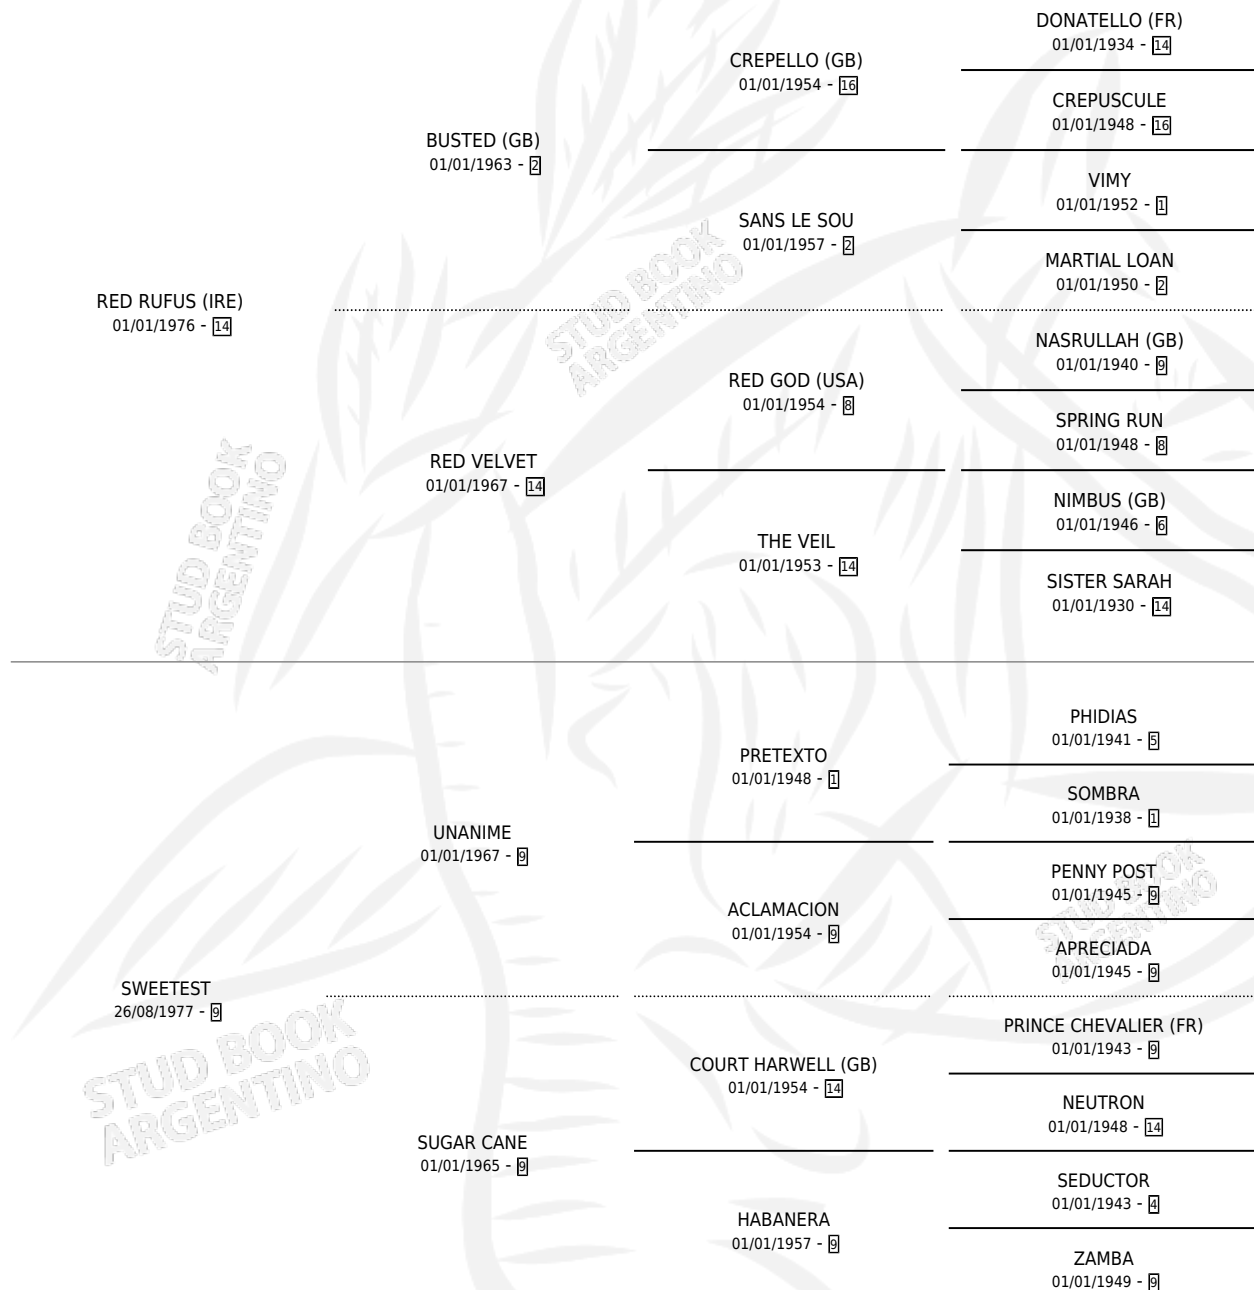 DONATELLO (FR)
01/01/1934 - 14
CREPELLO (GB)
01/01/1954 - 16
CREPUSCULE
01/01/1948 - 16
BUSTED (GB)
01/01/1963 - 2
VIMY
01/01/1952 - 1
SANS LE SOU
01/01/1957 - 2
MARTIAL LOAN
01/01/1950 - 2
RED RUFUS (IRE)
01/01/1976 - 14
STUD BOOK
ARGENTINO
NASRULLAH (GB)
01/01/1940 - 9
RED GOD (USA)
01/01/1954 - 8
SPRING RUN
01/01/1948 - 8
RED VELVET
01/01/1967 - 14
NIMBUS (GB)
01/01/1946 - 6
THE VEIL
01/01/1953 - 14
SISTER SARAH
01/01/1930 - 14
STUD BOOK
ARGENTINO
PHIDIAS
01/01/1941 - 5
PRETEXTO
01/01/1948 - 1
SOMBRA
01/01/1938 - 1
UNANIME
01/01/1967 - 9
PENNY POST
01/01/1945 - 9
ACLAMACION
01/01/1954 - 9
APRECIADA
01/01/1945 - 9
STUD BOOK
ARGENTINO
SWEETEST
26/08/1977 - 9
PRINCE CHEVALIER (FR)
01/01/1943 - 9
COURT HARWELL (GB)
01/01/1954 - 14
NEUTRON
01/01/1948 - 14
STUD BOOK
ARGENTINO
SUGAR CANE
01/01/1965 - 9
SEDUCTOR
01/01/1943 - 4
HABANERA
01/01/1957 - 9
ZAMBA
01/01/1949 - 9